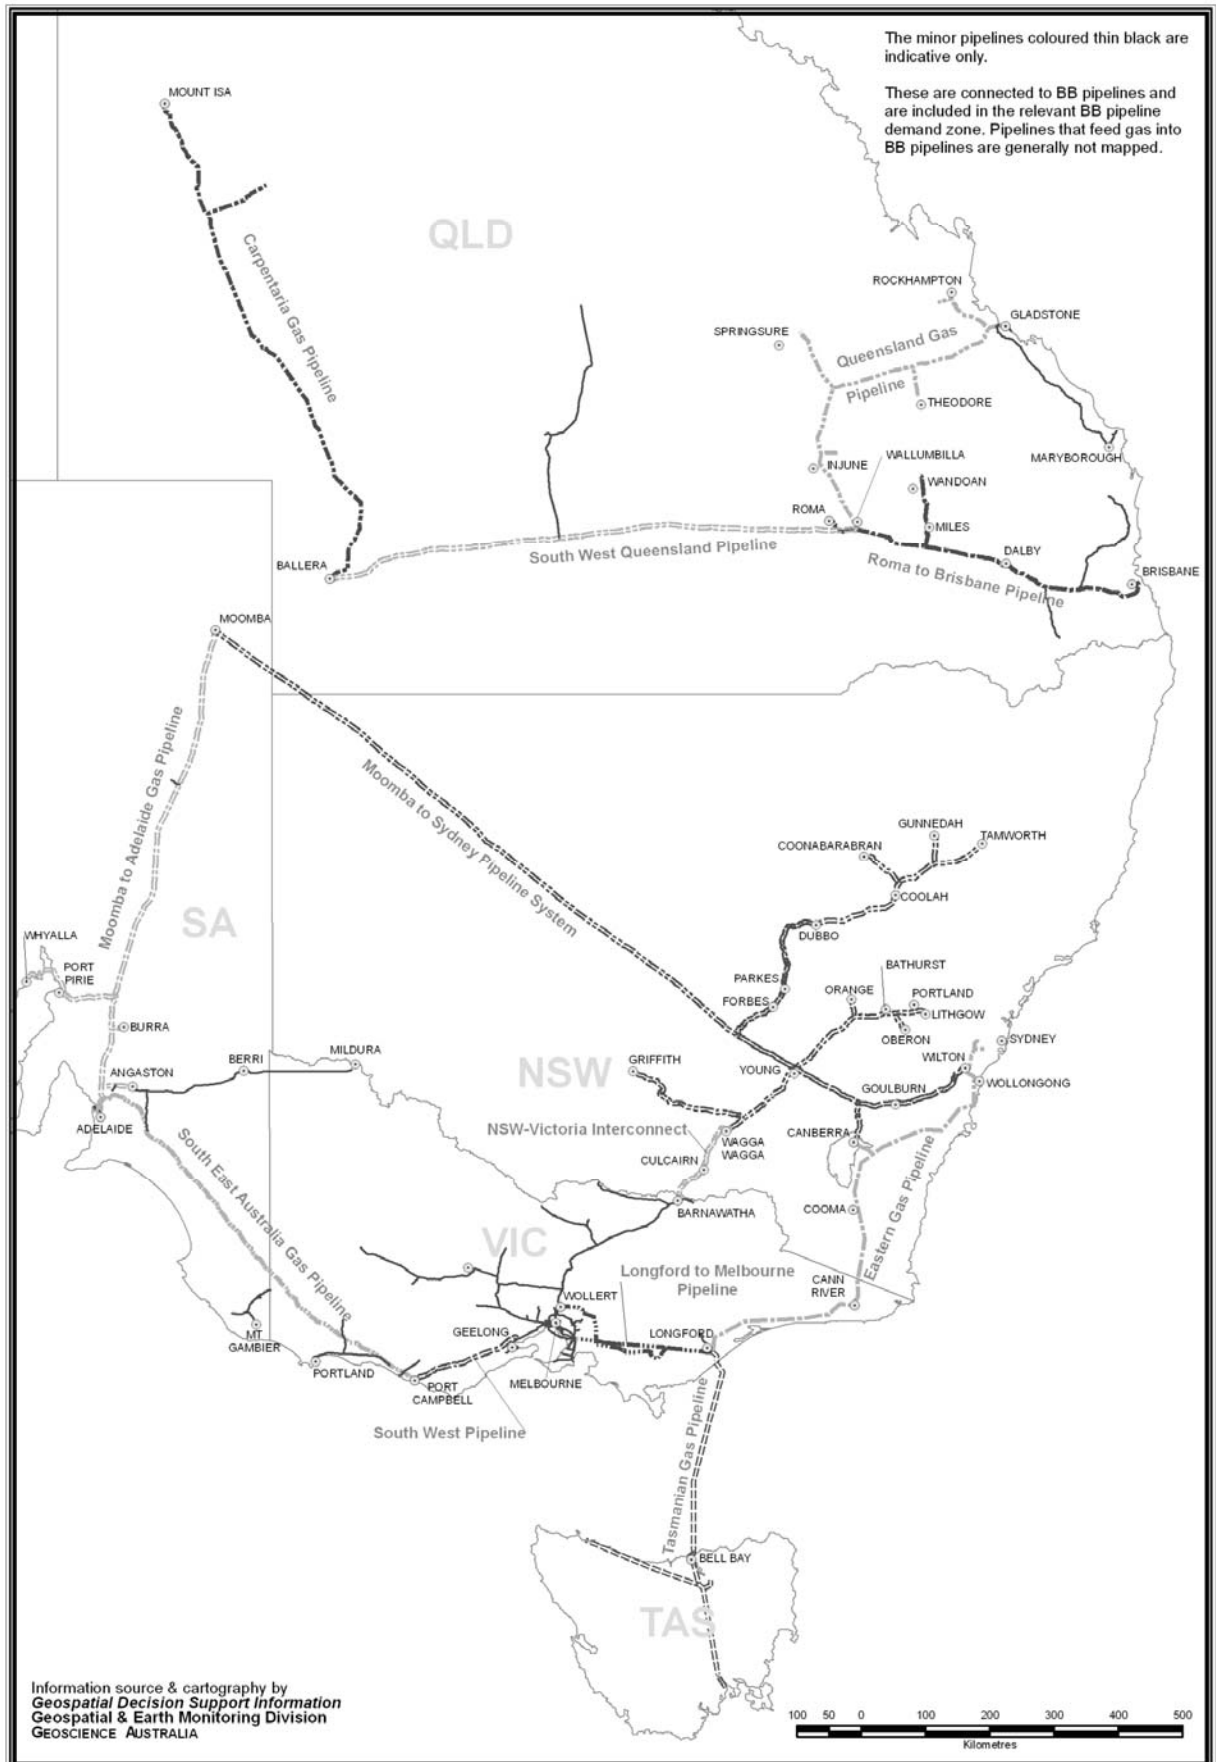 The minor pipelines coloured thin black are
indicative only.
These are connected to BB pipelines and
are included in the relevant BB pipeline
demand zone. Pipelines that feed gas into
BB pipelines are generally not mapped.
MOUNT ISA
QLD
Carpentaria Gas Pipeline
ROCKHAMPTON
GLADSTONE
SPRINGSURE
Queensland Gas
Pipeline
THEODORE
MARYBOROUGH
INJUNE
WALLUMBILLA
WANDOAN
ROMA
MILES
South West Queensland Pipeline
DALBY
Roma to Brisbane Pipeline
BRISBANE
BALLERA
MOOMBA
Moomba to Adelaide Gas Pipeline
Moomba to Sydney Pipeline System
GUNNEDAH
TAMWORTH
COONABARABRAN
COOLAH
SA
DUBBO
WHYALLA
PORT
PIRIE
BATHURST
PARKES
ORANGE
PORTLAND
FORBES
LITHGOW
BURRA
OBERON
SYDNEY
WILTON
MILDURA
BERRI
ANGASTON
NSW
GRIFFITH
YOUNG
GOULBURN
WOLLONGONG
ADELAIDE
NSW-Victoria Interconnect
WAGGA
WAGGA
CANBERRA
CULCAIRN
South East Australia Gas Pipeline
BARNAWATHA
COOMA
Eastern Gas Pipeline
VIC
Longford to Melbourne
Pipeline
CANN
RIVER
WOLLERT
GEELONG
LONGFORD
MT
GAMBIER
PORTLAND
PORT
CAMPBELL
MELBOURNE
South West Pipeline
Tasmanian Gas Pipeline
BELL BAY
TAS
Information source & cartography by
Geospatial Decision Support Information
Geospatial & Earth Monitoring Division
GEOSCIENCE AUSTRALIA
100 50 0 100 200 300 400 500
Kilometres